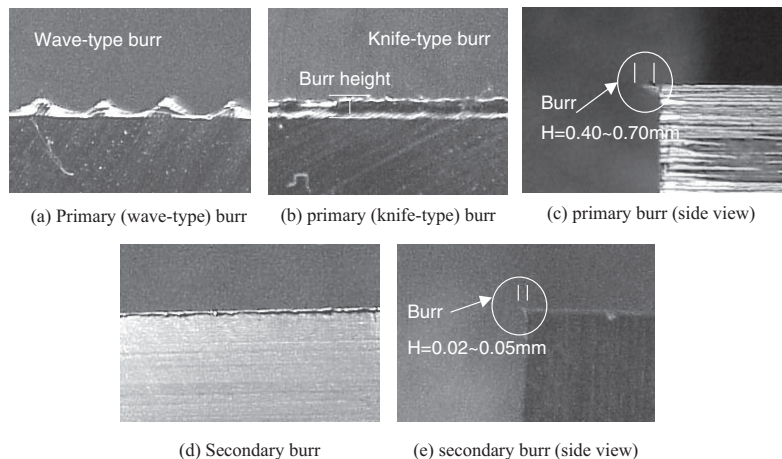 Wave-type burr
Knife-type burr
Burr height
Burr
H=0.40~0.70mm
(a) Primary (wave-type) burr
(b) primary (knife-type) burr
(c) primary burr (side view)
Burr
H=0.02~0.05mm
(d) Secondary burr
(e) secondary burr (side view)